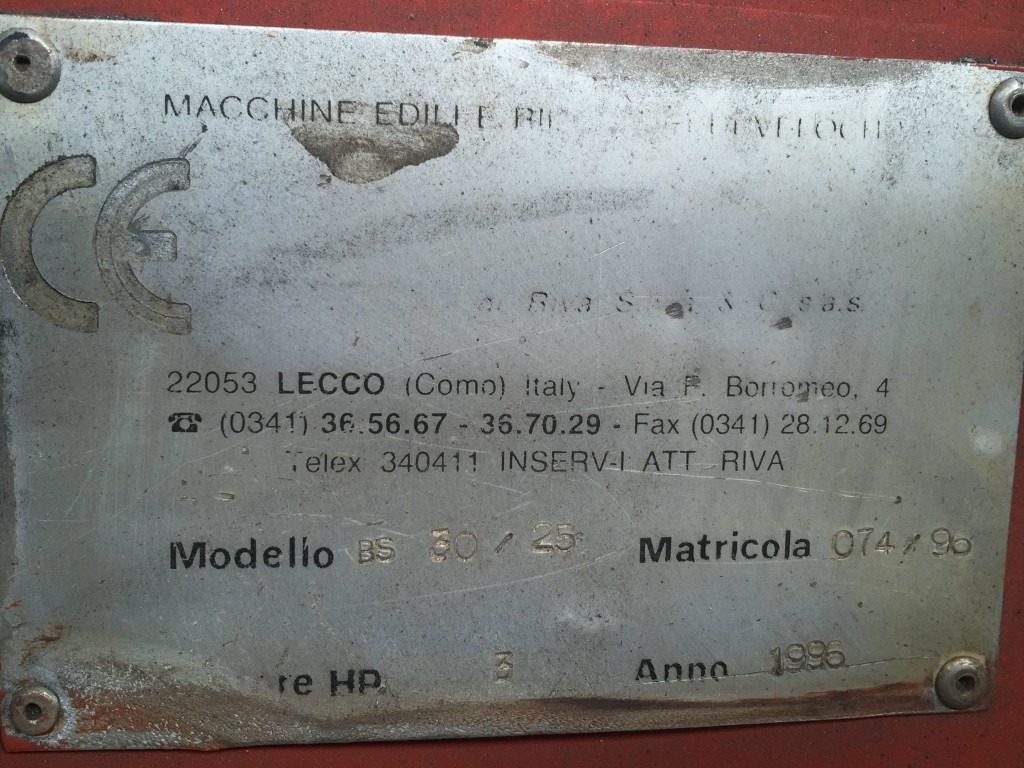 MACCHINE EDILI E
CE
Riva & C. s.a.s.
22053 LECCO (Como) Italy - Via F. Borromeo, 4
☎ (0341) 36.56.67 - 36.70.29 - Fax (0341) 28.12.69
Telex 340411 INSERV-I ATT RIVA
Modello BS 30/25 Matricola 074/96
HP 3 Anno 1996